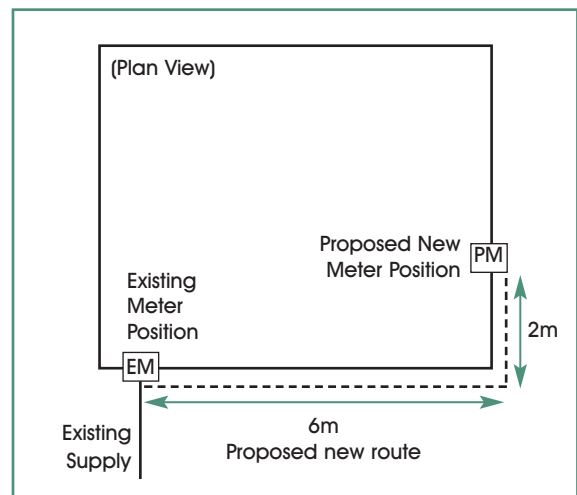 (Plan View)
Proposed New
Meter Position
PM
Existing
Meter
Position
EM
2m
6m
Proposed new route
Existing
Supply